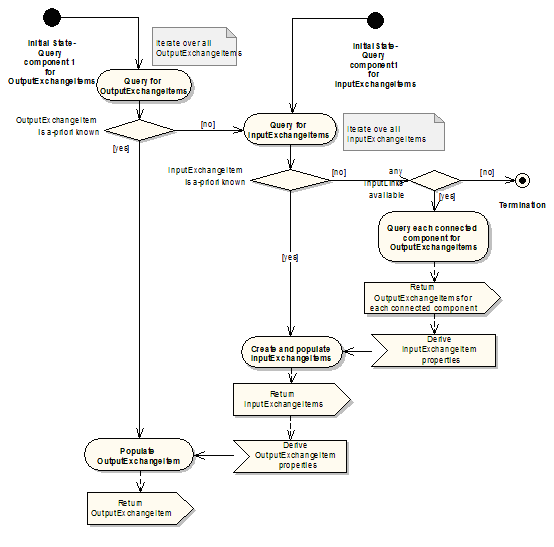 Initial State-
Query
component 1
for
OutputExchangeItems
Iterate over all
OutputExchangeItems
Initial State-
Query
component1
for
InputExchangeItems
Query for
OutputExchangeItems
OutputExchangeItem
is a-priori known
[no]
[yes]
Query for
InputExchangeItems
Iterate ove all
InputExchangeItems
InputExchangeItem
is a-priori known
[no]
any
InputLinks
available
[no]
[yes]
Termination
Query each connected
component for
OutputExchangeItems
[yes]
Return
OutputExchangeItems for
each connected component
Derive
InputExchangeItem
properties
Create and populate
InputExchangeItems
Return
InputExchangeItems
Derive
OutputExchangeItem
properties
Populate
OutputExchangeItem
Return
OutputExchangeItem